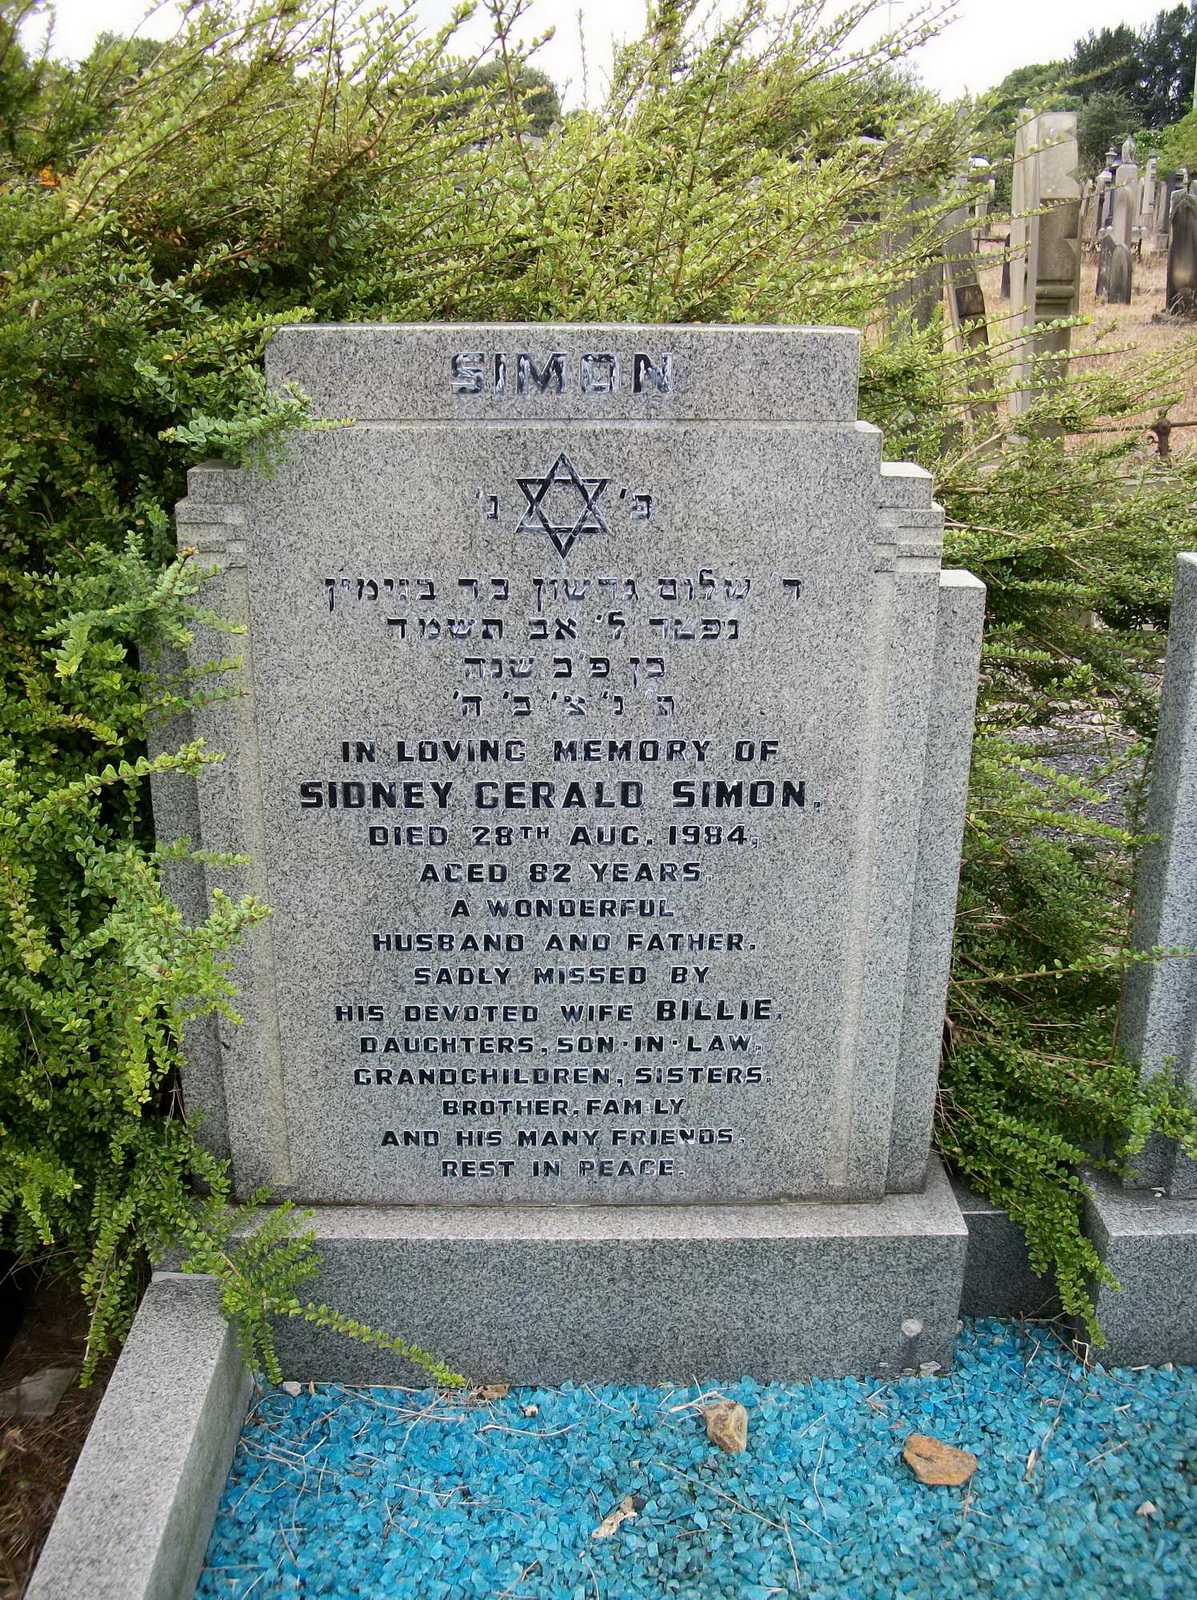 SIMON
פ' נ'
ר' שלום גרשון בר בנימין
נפטר ל' אב תשמד
בן פ"ב שנה
ת' נ' צ' ב' ה'
IN LOVING MEMORY OF
SIDNEY GERALD SIMON.
DIED 28TH AUG. 1984,
AGED 82 YEARS.
A WONDERFUL
HUSBAND AND FATHER.
SADLY MISSED BY
HIS DEVOTED WIFE BILLIE,
DAUGHTERS, SON-IN-LAW,
GRANDCHILDREN, SISTERS,
BROTHER, FAMILY
AND HIS MANY FRIENDS.
REST IN PEACE.